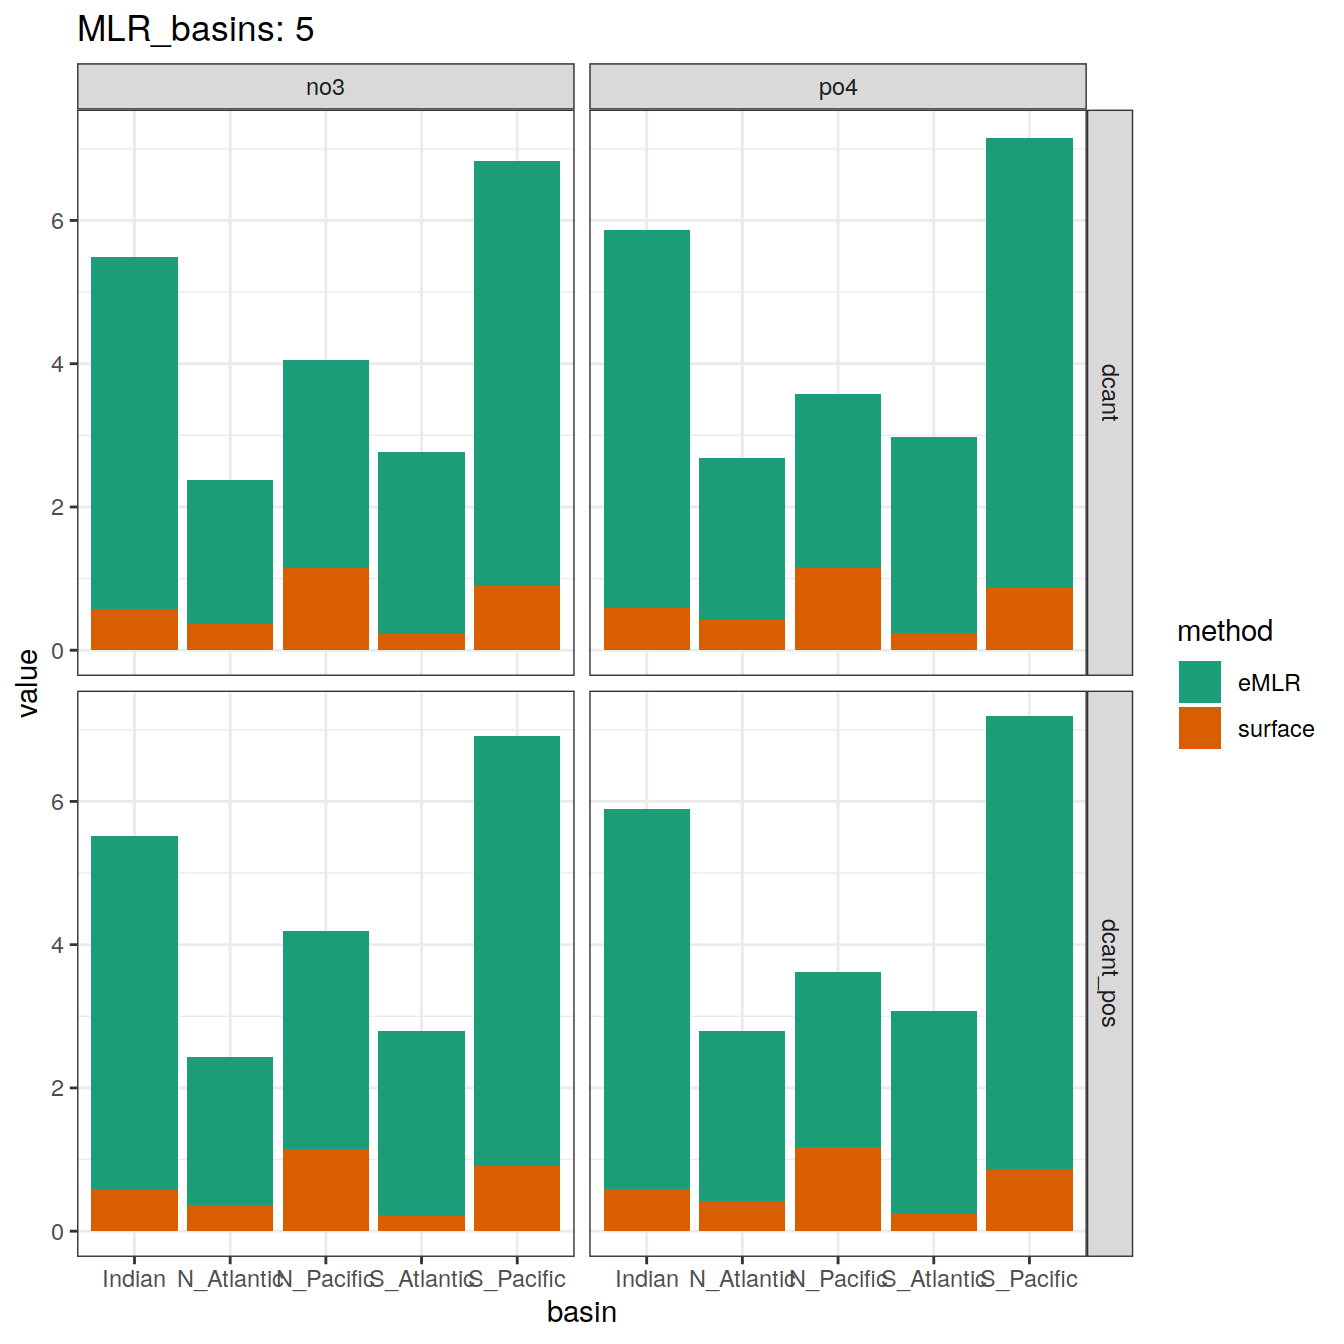 MLR_basins: 5
no3
po4
6
4
2
0
dcant
6
4
2
0
dcant_pos
value
Indian N_Atlantic N_Pacific S_Atlantic S_Pacific
Indian N_Atlantic N_Pacific S_Atlantic S_Pacific
basin
method
eMLR
surface